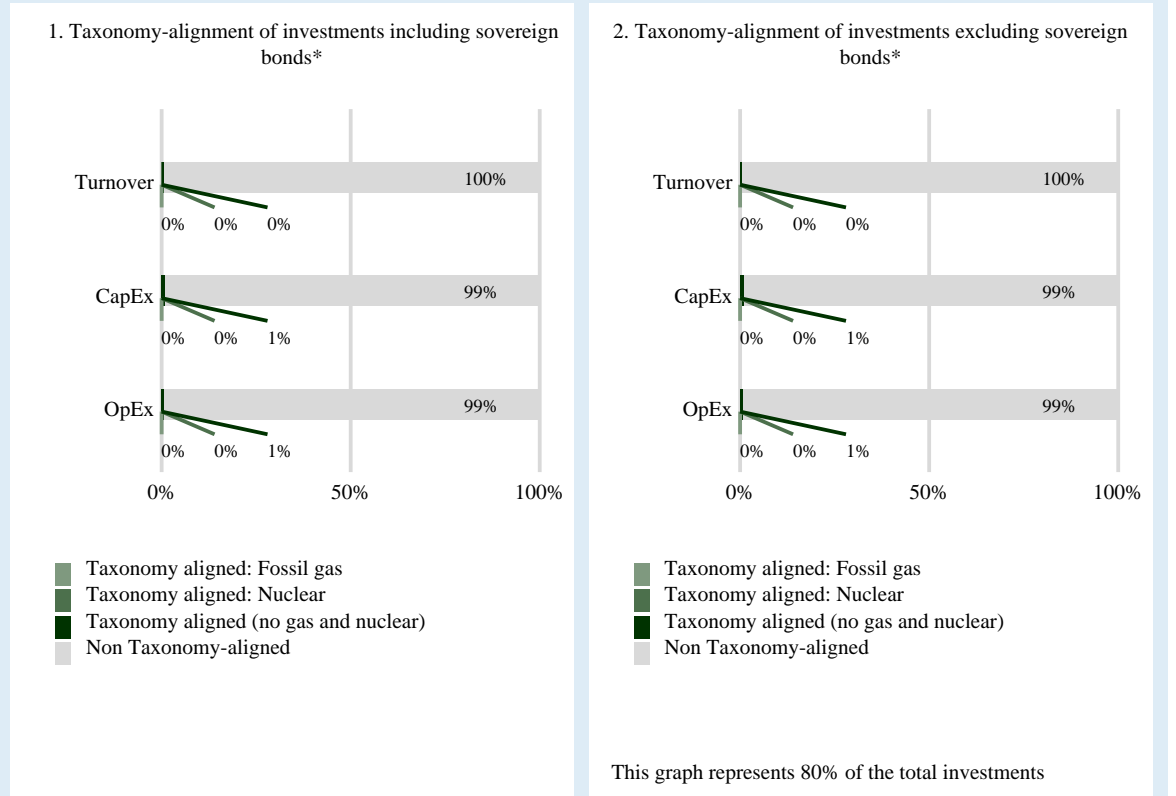 1. Taxonomy-alignment of investments including sovereign
bonds*
Turnover
100%
0% 0% 0%
CapEx
99%
0% 0% 1%
OpEx
99%
0% 0% 1%
0% 50% 100%
Taxonomy aligned: Fossil gas
Taxonomy aligned: Nuclear
Taxonomy aligned (no gas and nuclear)
Non Taxonomy-aligned
2. Taxonomy-alignment of investments excluding sovereign
bonds*
Turnover
100%
0% 0% 0%
CapEx
99%
0% 0% 1%
OpEx
99%
0% 0% 1%
0% 50% 100%
Taxonomy aligned: Fossil gas
Taxonomy aligned: Nuclear
Taxonomy aligned (no gas and nuclear)
Non Taxonomy-aligned
This graph represents 80% of the total investments